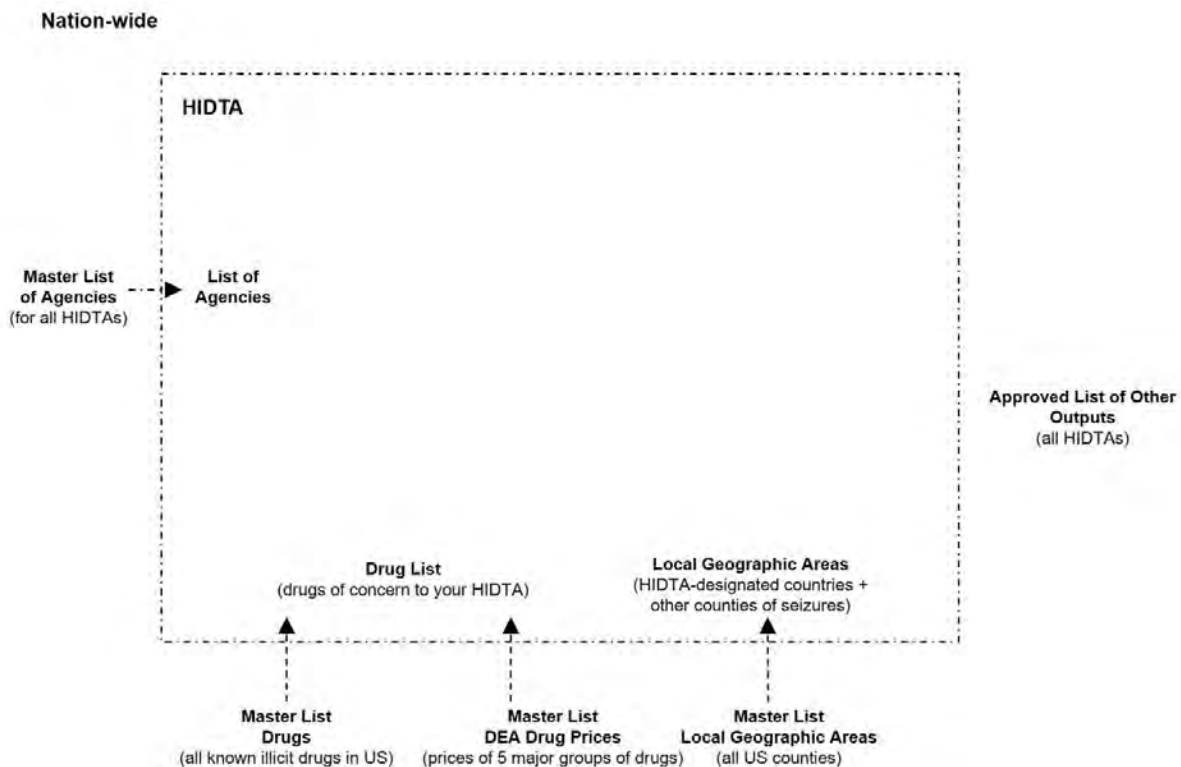 Nation-wide
HIDTA
Master List
of Agencies
(for all HIDTAs)
List of
Agencies
Approved List of Other
Outputs
(all HIDTAs)
Drug List
(drugs of concern to your HIDTA)
Local Geographic Areas
(HIDTA-designated countries +
other counties of seizures)
Master List
Drugs
(all known illicit drugs in US)
Master List
DEA Drug Prices
(prices of 5 major groups of drugs)
Master List
Local Geographic Areas
(all US counties)